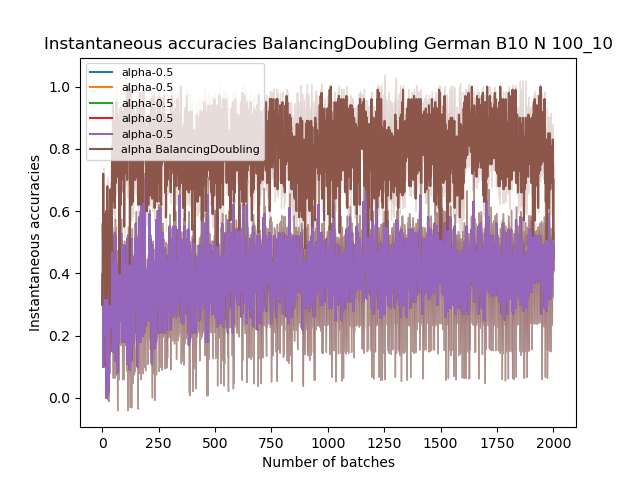 Instantaneous accuracies BalancingDoubling German B10 N 100_10
alpha-0.5
alpha-0.5
alpha-0.5
alpha-0.5
alpha-0.5
alpha BalancingDoubling
1.0
0.8
0.6
0.4
0.2
0.0
Instantaneous accuracies
0 250 500 750 1000 1250 1500 1750 2000
Number of batches